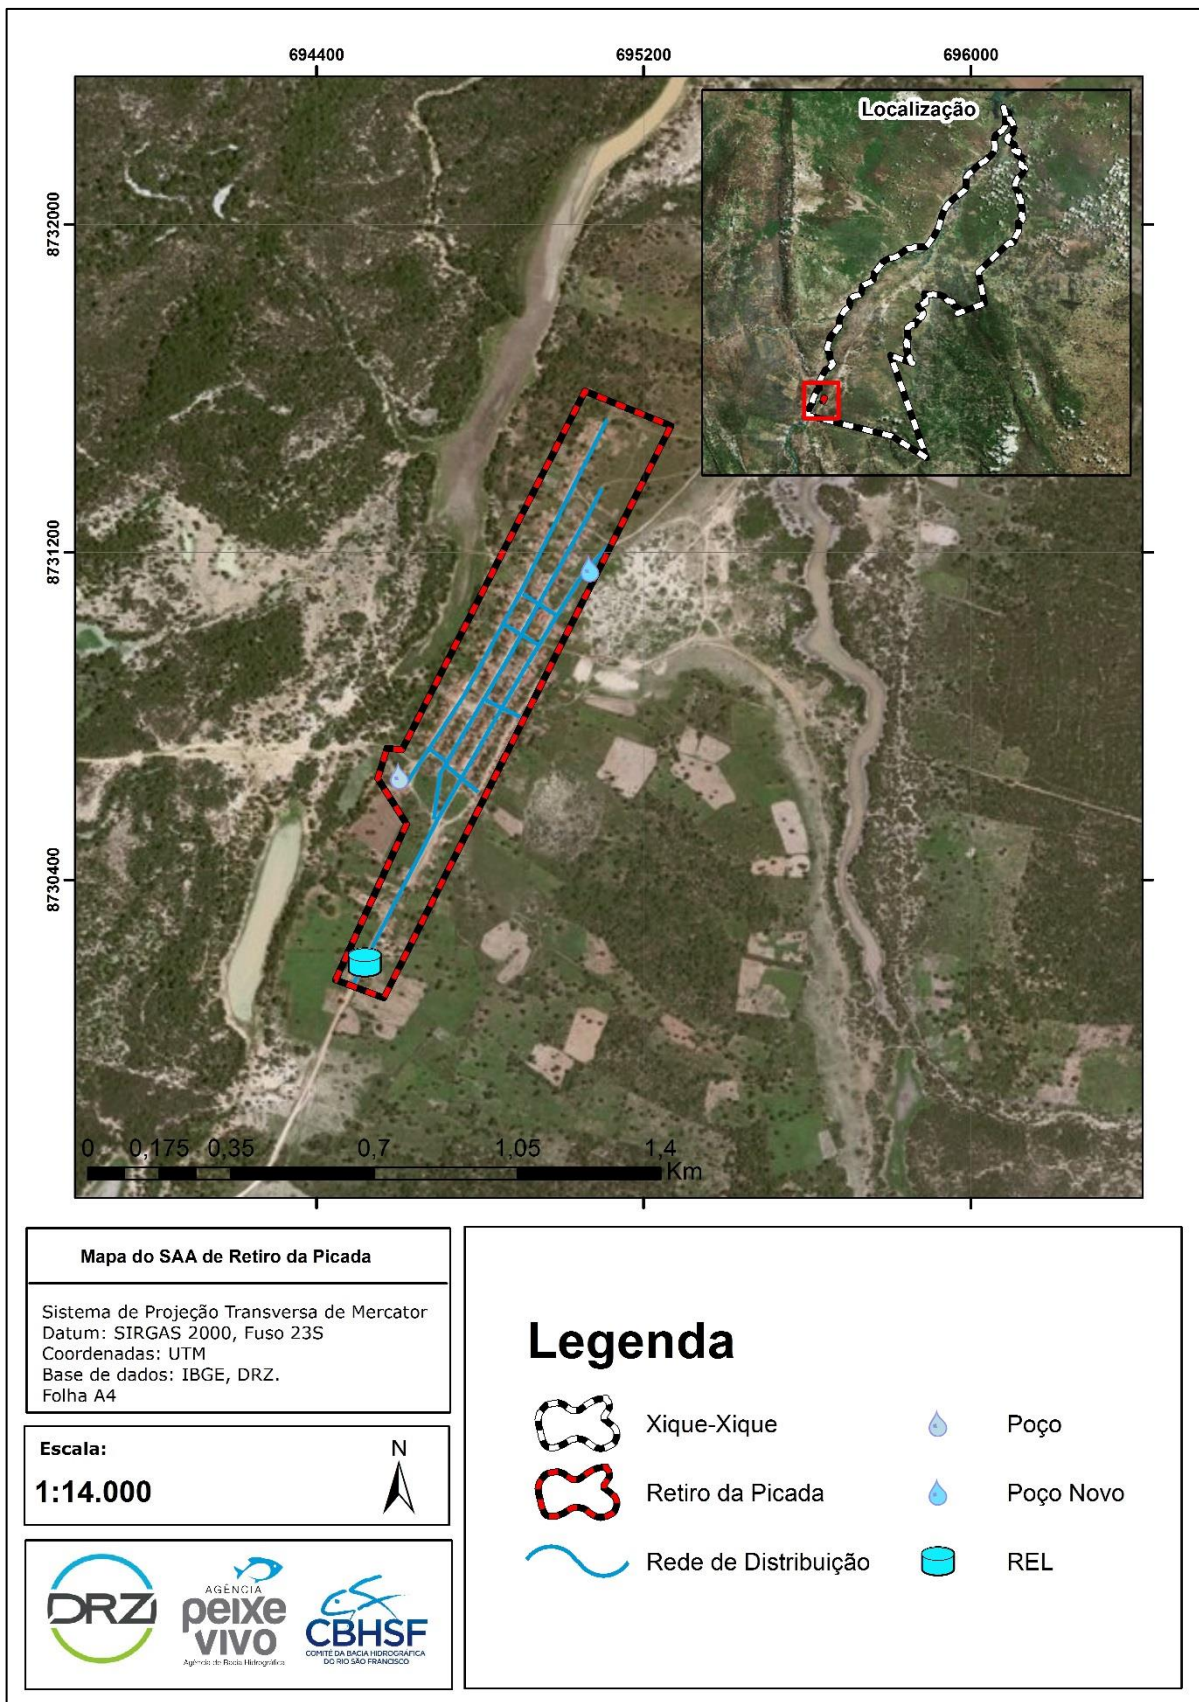 694400 695200 696000
Localização
8732000
8731200
8730400
0 0,175 0,35 0,7 1,05 1,4
Km
Mapa do SAA de Retiro da Picada
Sistema de Projeção Transversa de Mercator
Datum: SIRGAS 2000, Fuso 23S
Coordenadas: UTM
Base de dados: IBGE, DRZ.
Folha A4
Escala:
1:14.000
N
DRZ
AGÊNCIA
peixe
vivo
Agência de Bacia Hidrográfica
CBHSF
COMITÊ DA BACIA HIDROGRÁFICA
DO RIO SÃO FRANCISCO
Legenda
Xique-Xique
Poço
Retiro da Picada
Poço Novo
Rede de Distribuição
REL